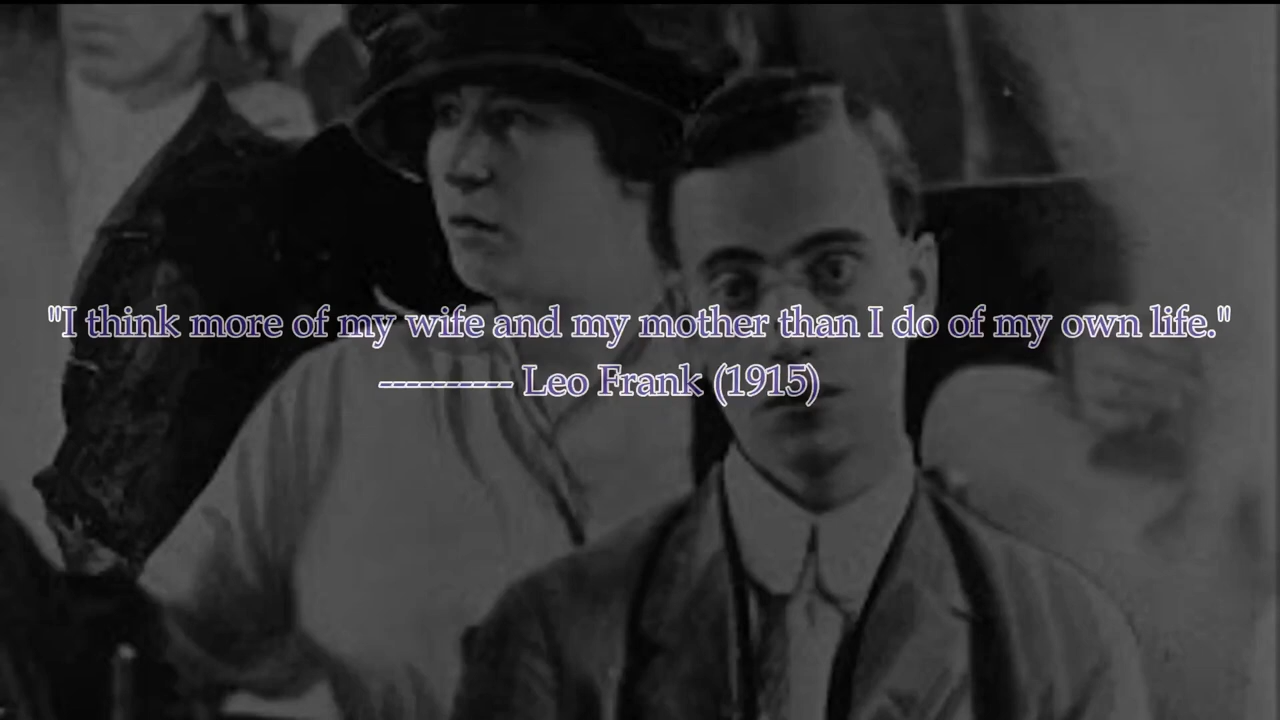 "I think more of my wife and my mother than I do of my own life."
---------- Leo Frank (1915)